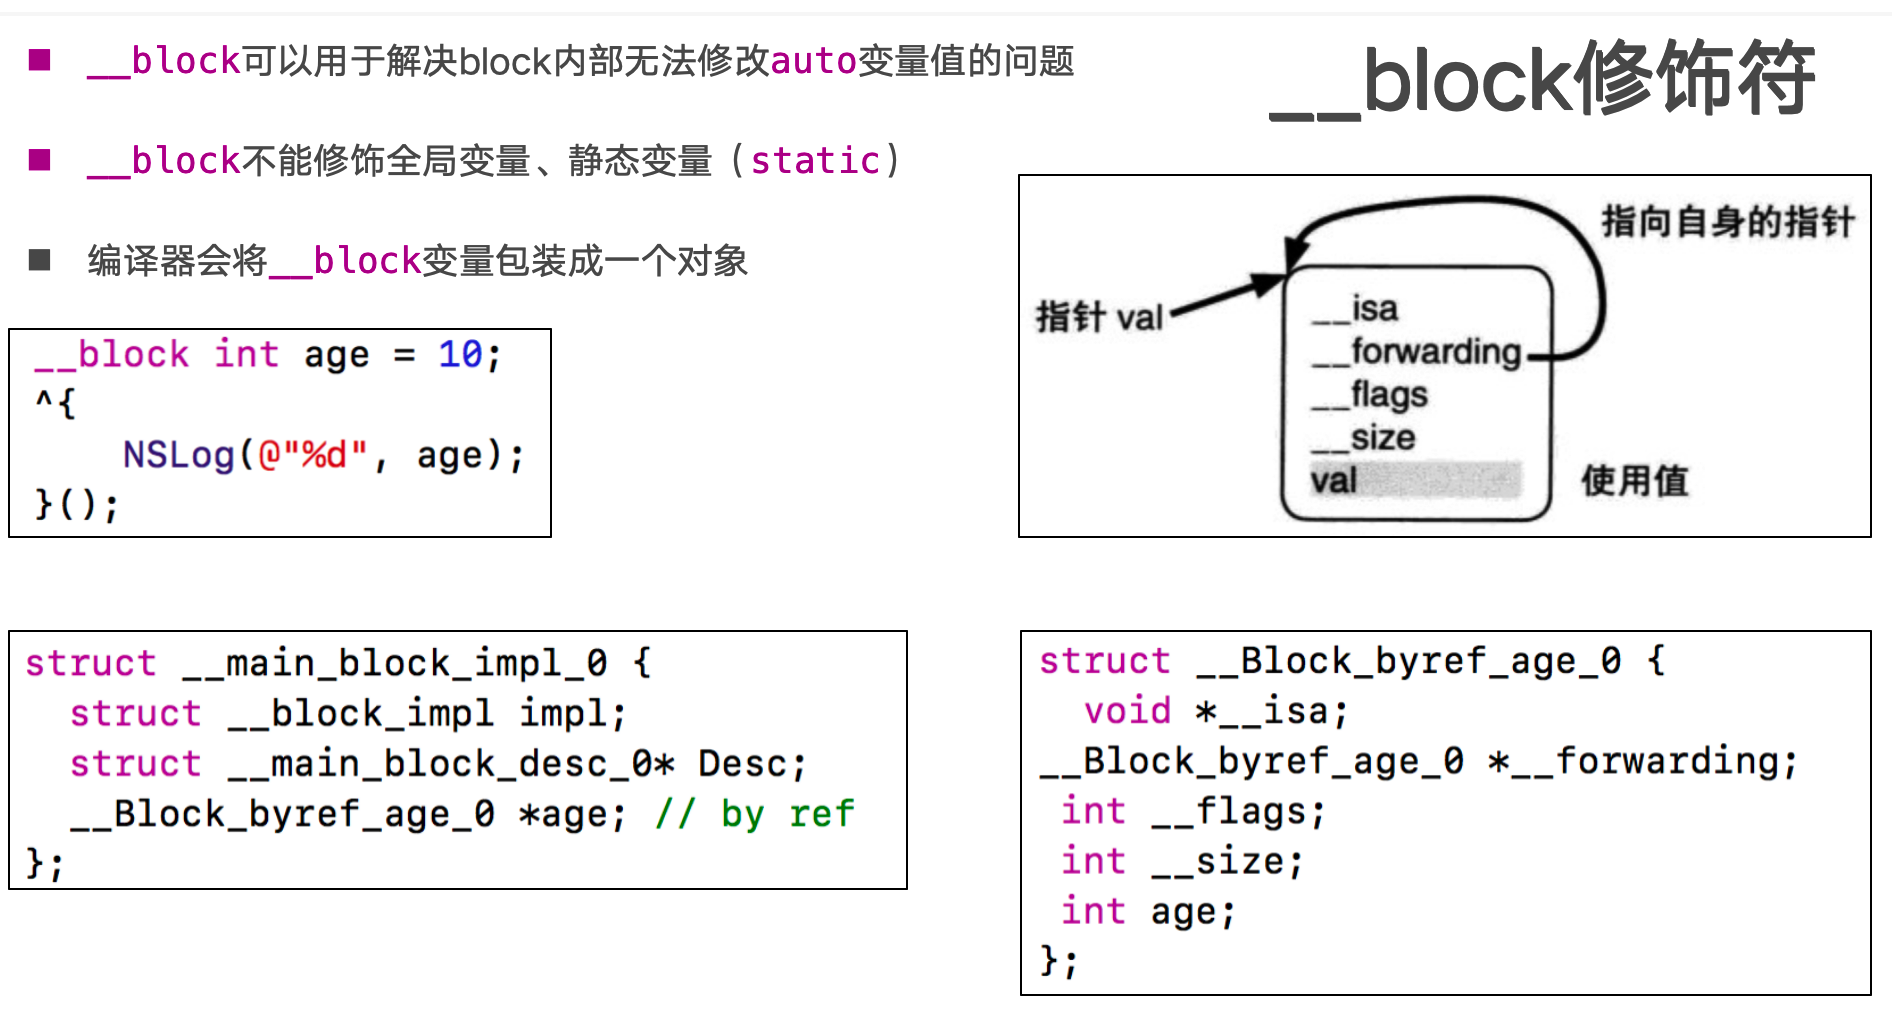 __block修饰符
__block可以用于解决block内部无法修改auto变量值的问题
__block不能修饰全局变量、静态变量（static）
编译器会将__block变量包装成一个对象
__block int age = 10;
^{
    NSLog(@"%d", age);
}();
指向自身的指针
指针 val
__isa
__forwarding
__flags
__size
val
使用值
struct __main_block_impl_0 {
  struct __block_impl impl;
  struct __main_block_desc_0* Desc;
  __Block_byref_age_0 *age; // by ref
};
struct __Block_byref_age_0 {
  void *__isa;
__Block_byref_age_0 *__forwarding;
 int __flags;
 int __size;
 int age;
};